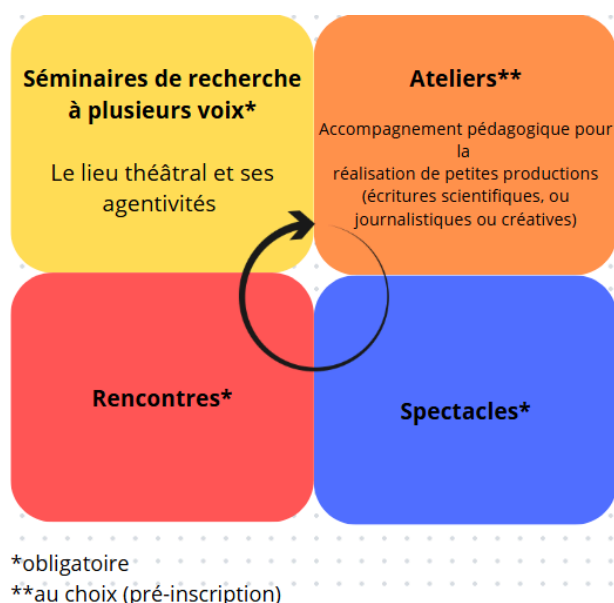 Séminaires de recherche
à plusieurs voix*
Le lieu théâtral et ses
agentivités
Ateliers**
Accompagnement pédagogique pour
la
réalisation de petites productions
(écritures scientifiques, ou
journalistiques ou créatives)
Rencontres*
Spectacles*
*obligatoire
**au choix (pré-inscription)